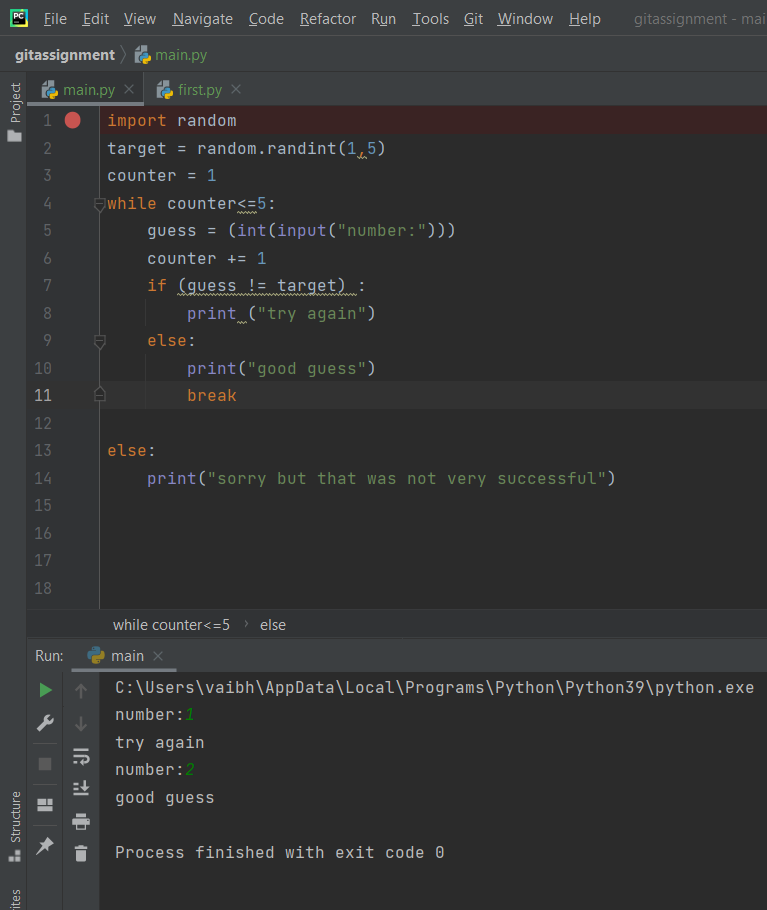 PC File Edit View Navigate Code Refactor Run Tools Git Window Help gitassignment - mai
gitassignment main.py
main.py first.py
Project
1 import random
2 target = random.randint(1,5)
3 counter = 1
4 while counter<=5:
5 guess = (int(input("number:")))
6 counter += 1
7 if (guess != target) :
8 print ("try again")
9 else:
10 print("good guess")
11 break
12
13 else:
14 print("sorry but that was not very successful")
15
16
17
18
while counter<=5 else
Run: main
C:\Users\vaibh\AppData\Local\Programs\Python\Python39\python.exe
number:1
try again
number:2
good guess
Process finished with exit code 0
Structure
ites